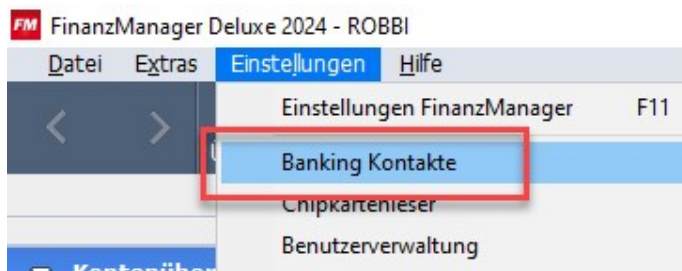 FM FinanzManager Deluxe 2024 - ROBBI
Datei Extras Einstellungen Hilfe
Einstellungen FinanzManager F11
Banking Kontakte
Chipkartenleser
Benutzerverwaltung